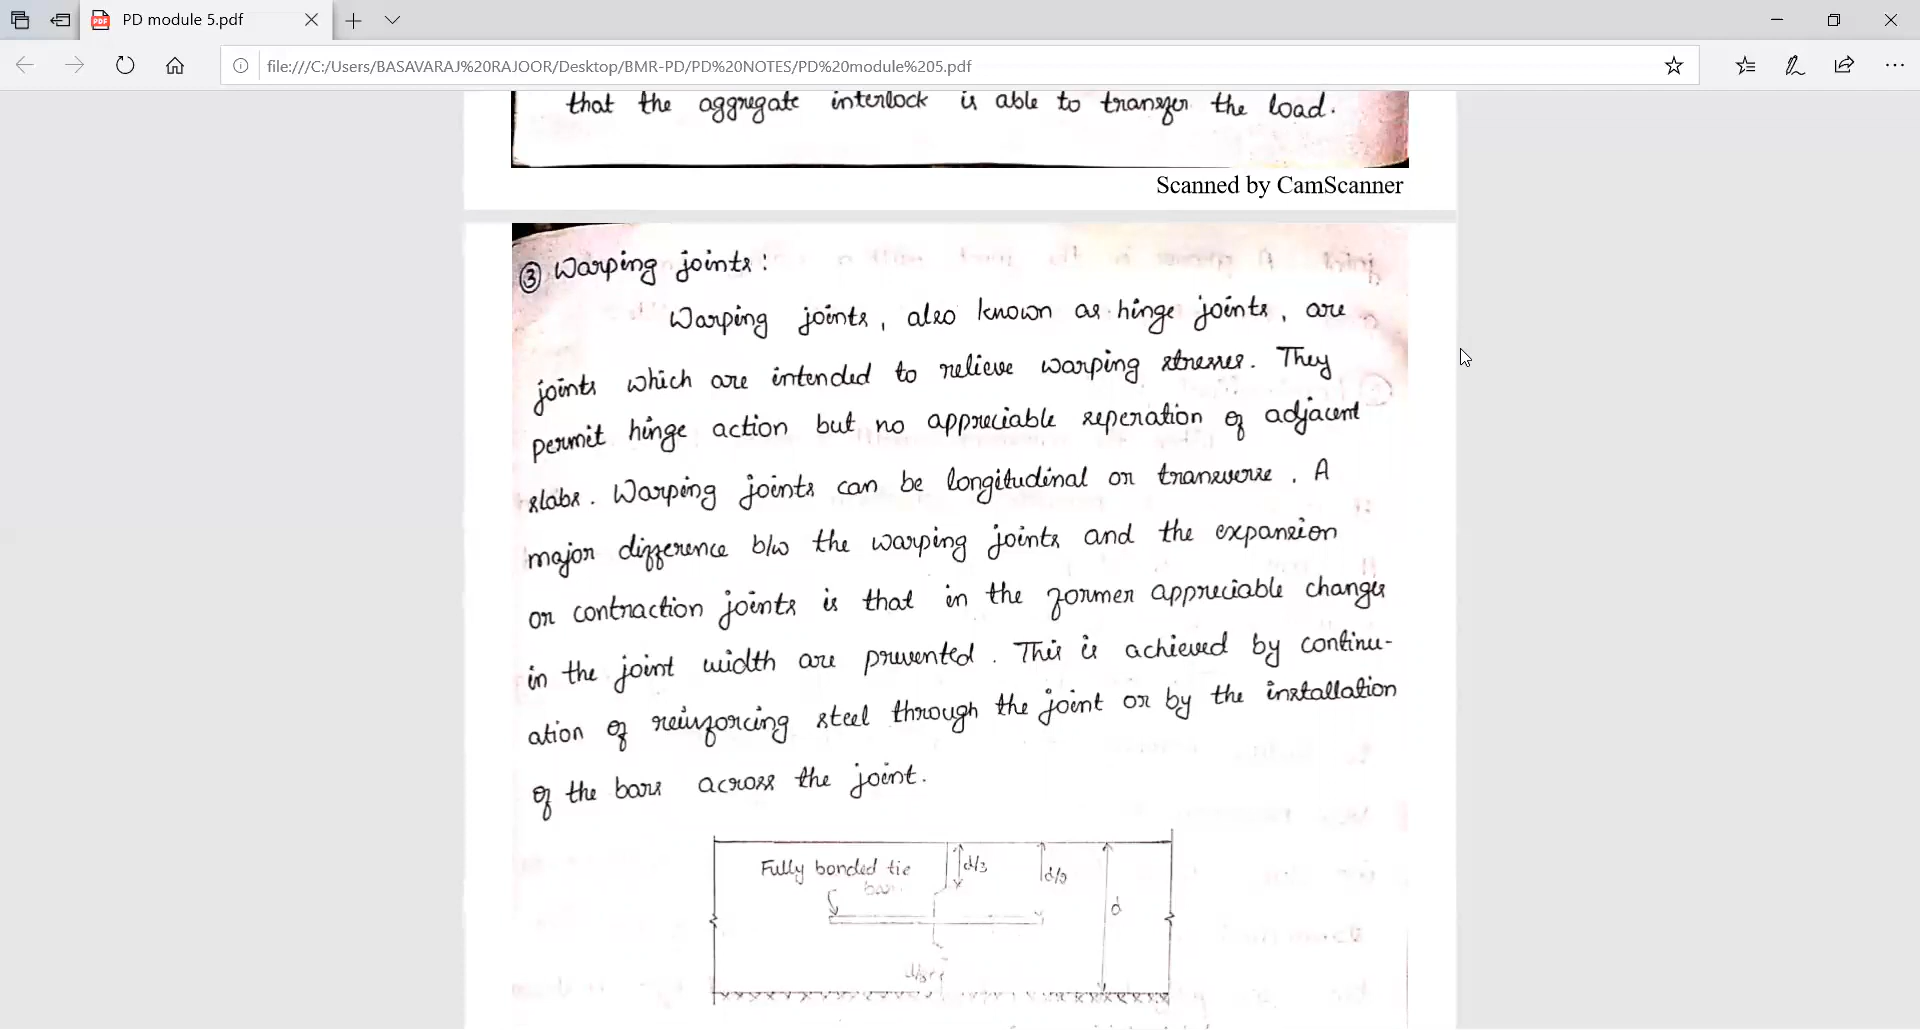 PD module 5.pdf
file:///C:/Users/BASAVARAJ%20RAJOOR/Desktop/BMR-PD/PD%20NOTES/PD%20module%205.pdf
that the aggregate interlock is able to transfer the load.
Scanned by CamScanner
③ Warping joints :
Warping joints, also known as hinge joints, are
joints which are intended to relieve warping stresses. They
permit hinge action but no appreciable seperation of adjacent
slabs. Warping joints can be longitudinal or transverse. A
major difference b/w the warping joints and the expansion
or contraction joints is that in the former appreciable changes
in the joint width are prevented. This is achieved by continu-
ation of reinforcing steel through the joint or by the installation
of the bars across the joint.
Fully bonded tie
bar
d/3
d/2
d